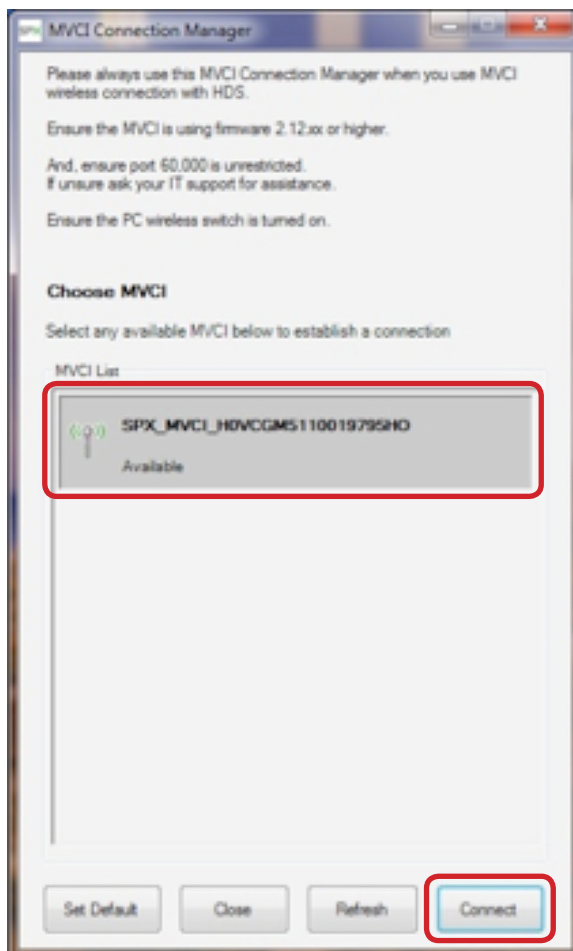 SPX MVCI Connection Manager
Please always use this MVCI Connection Manager when you use MVCI
wireless connection with HDS.
Ensure the MVCI is using firmware 2.12.xx or higher.
And, ensure port 60,000 is unrestricted.
If unsure ask your IT support for assistance.
Ensure the PC wireless switch is turned on.
Choose MVCI
Select any available MVCI below to establish a connection
MVCI List
SPX_MVCI_H0VCGMS110019795HO
Available
Set Default
Close
Refresh
Connect